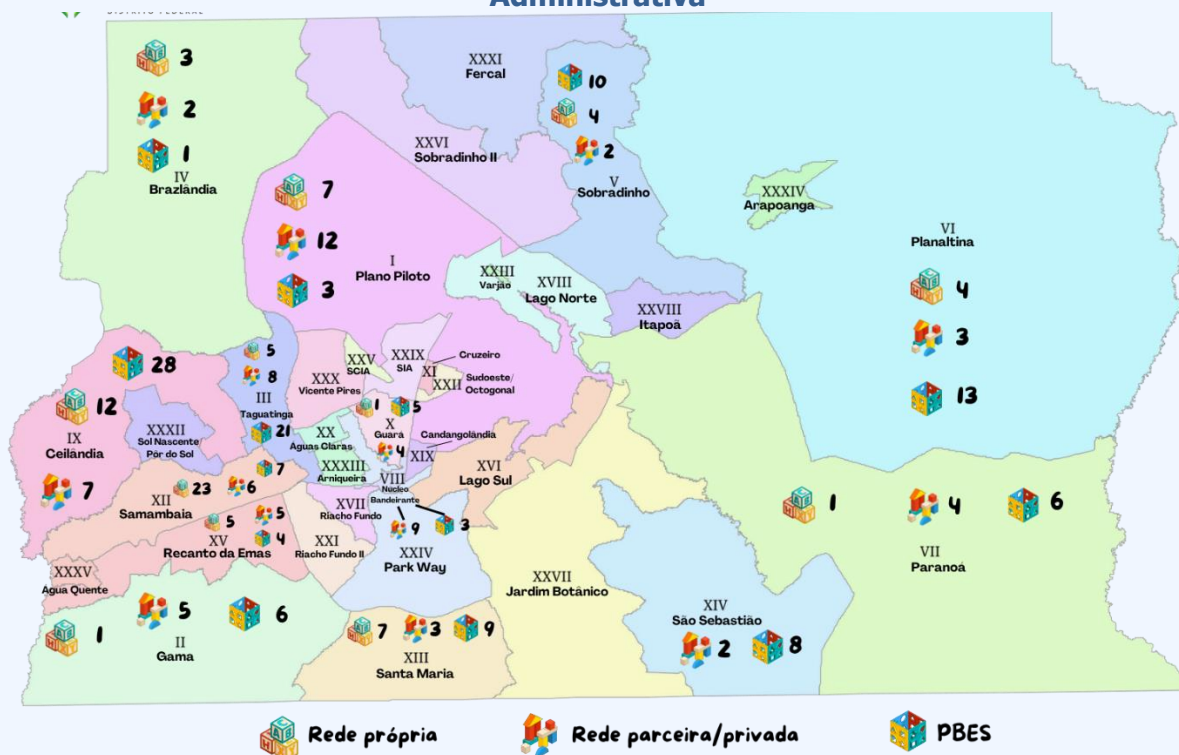 Administrativa
DISTRITO FEDERAL
3
2
1
IV
Brazlândia
XXXI
Fercal
10
4
2
V
Sobradinho
XXVI
Sobradinho II
XXXIV
Arapoanga
VI
Planaltina
4
3
13
7
12
3
I
Plano Piloto
XXIII
Varjão
XVIII
Lago Norte
XXVIII
Itapoã
28
12
IX
Ceilândia
7
XXXII
Sol Nascente
Pôr do Sol
5
8
III
Taguatinga
21
XXX
Vicente Pires
XXV
SCIA
XXIX
SIA
Cruzeiro
XI
XXII
Sudoeste/
Octogonal
1
5
X
Guará
4
XX
Águas Claras
XXXIII
Arniqueira
Candangolândia
XIX
XVI
Lago Sul
VIII
Núcleo
Bandeirante
7
23
6
XII
Samambaia
XVII
Riacho Fundo
9
3
XXIV
Park Way
5
5
4
XV
Recanto da Emas
XXI
Riacho Fundo II
XXXV
Água Quente
1
5
6
II
Gama
7
3
9
XIII
Santa Maria
XXVII
Jardim Botânico
XIV
São Sebastião
2
8
1
4
6
VII
Paranoá
Rede própria
Rede parceira/privada
PBES